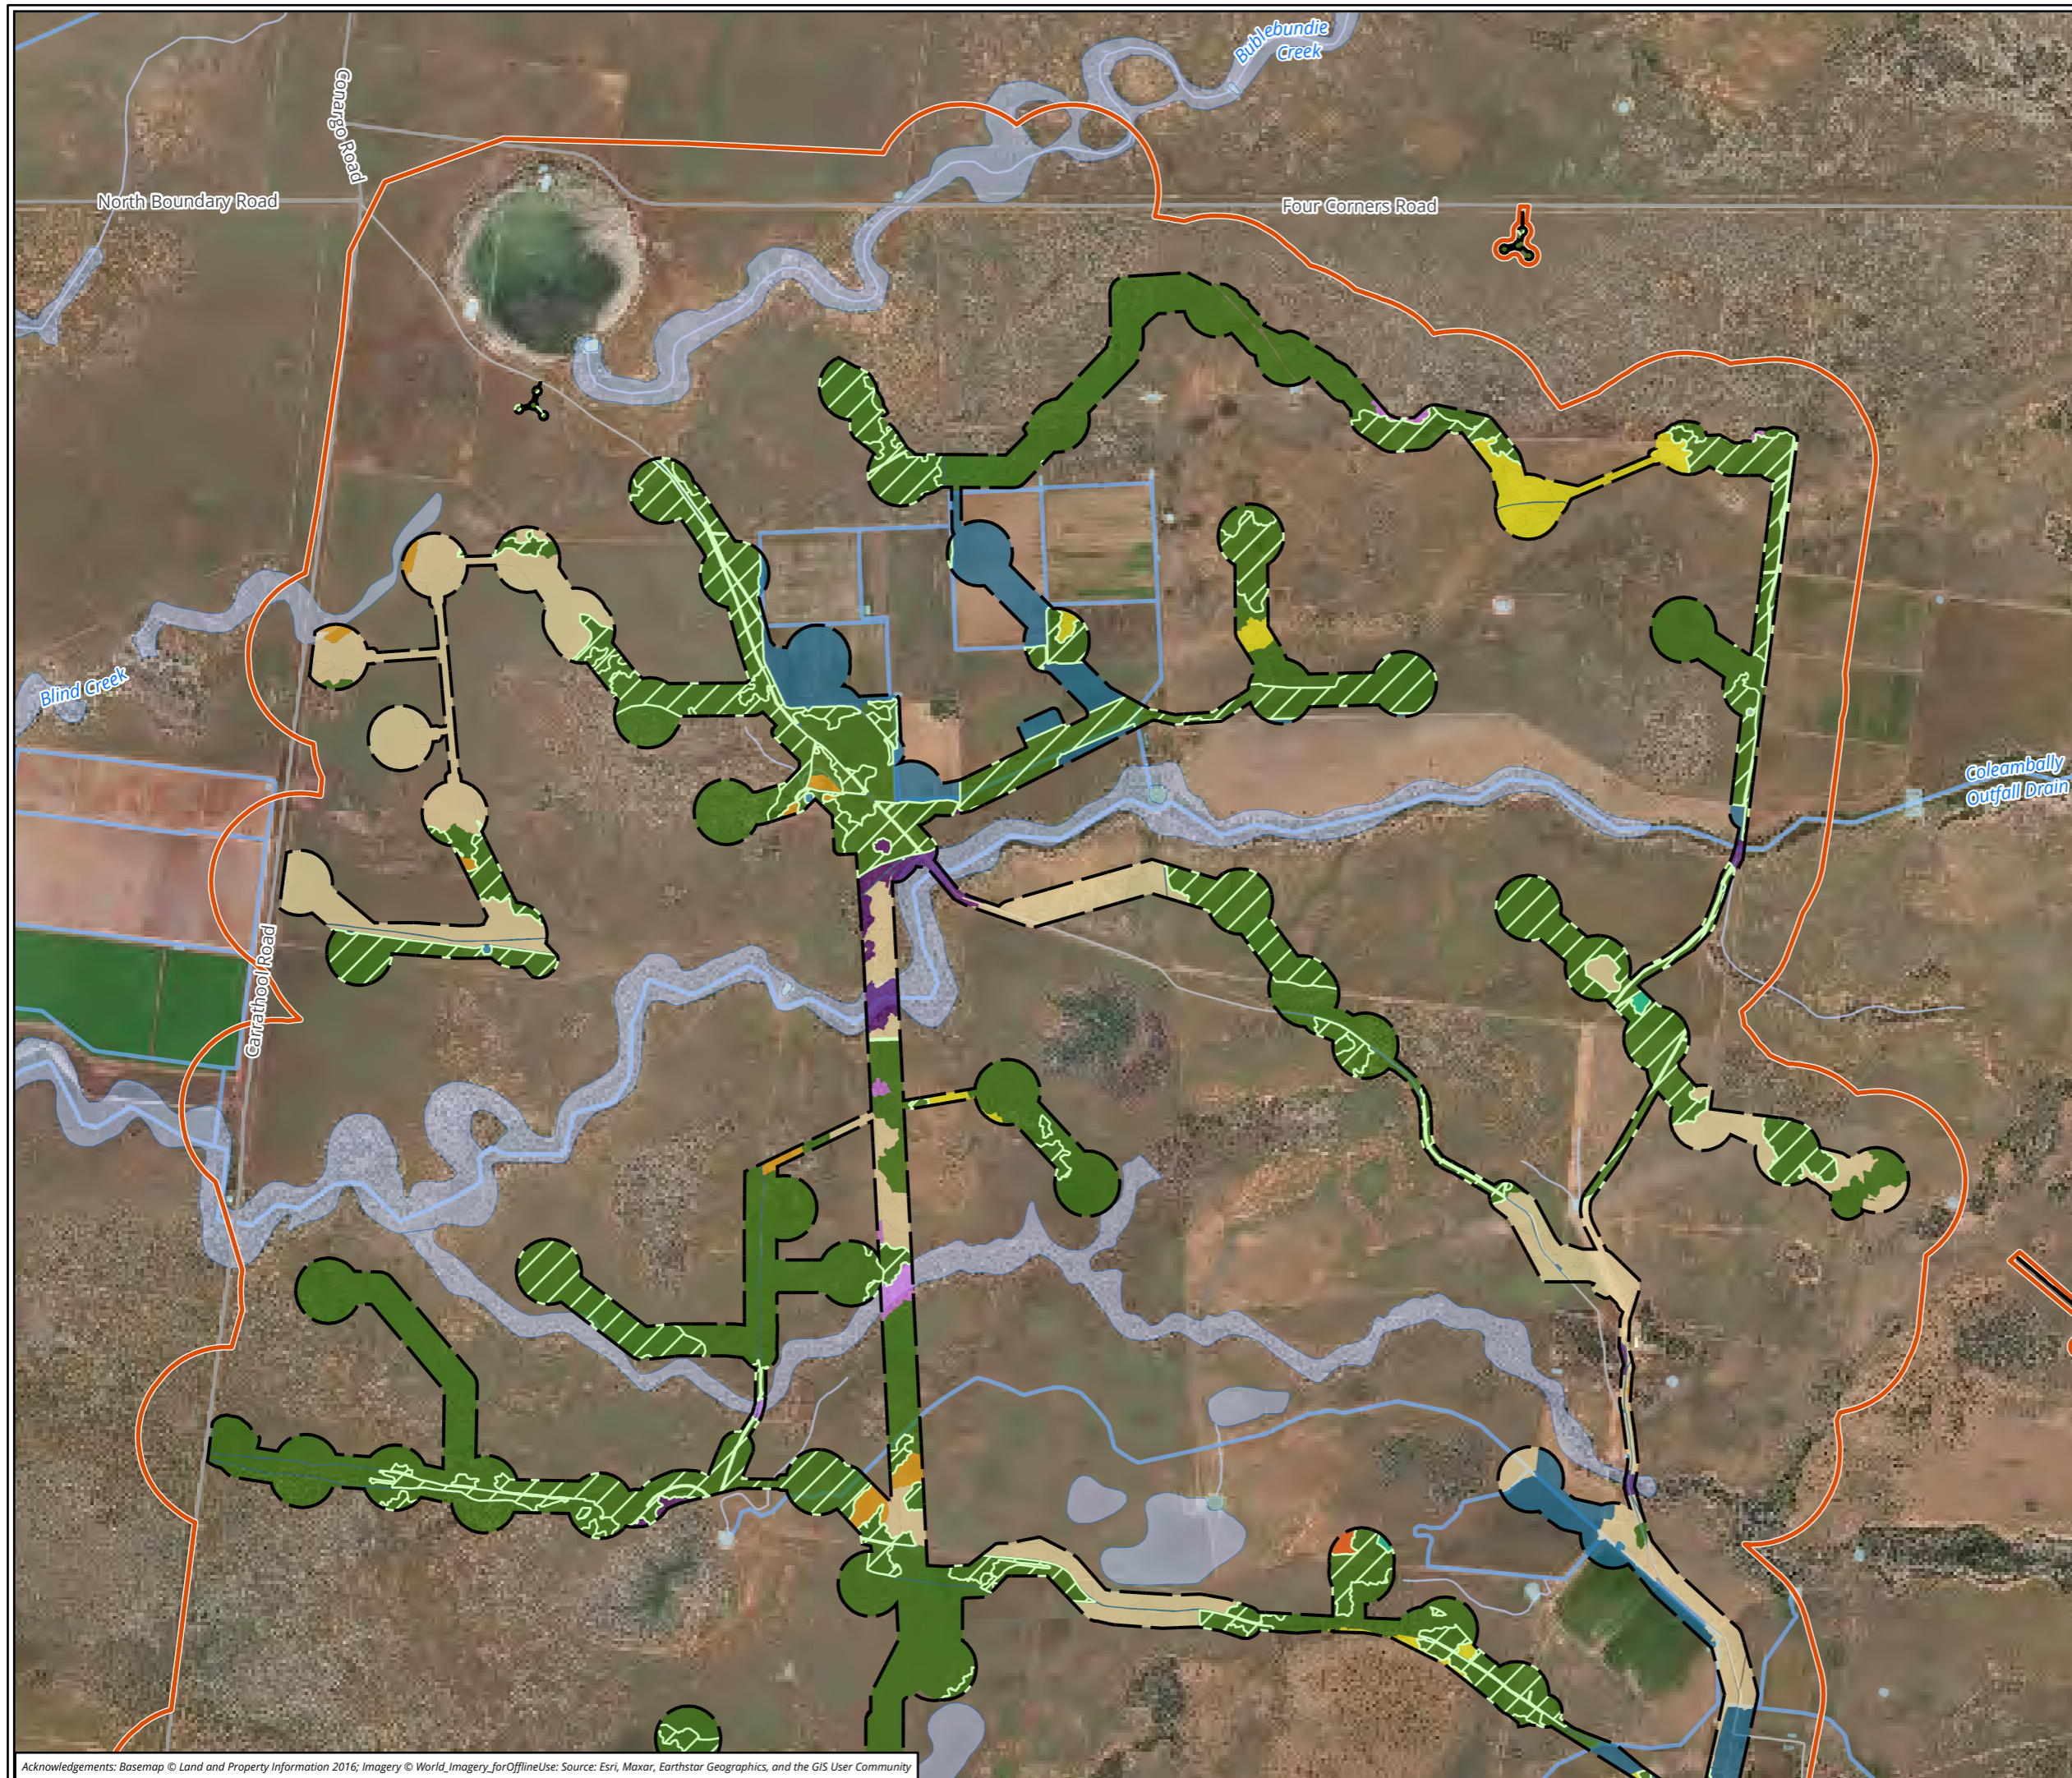 Bublebundie
Creek
Conargo Road
North Boundary Road
Four Corners Road
Blind Creek
Coleambally
Outfall Drain
Carrathool Road
Acknowledgements: Basemap © Land and Property Information 2016; Imagery © World_Imagery_forOfflineUse: Source: Esri, Maxar, Earthstar Geographics, and the GIS User Community